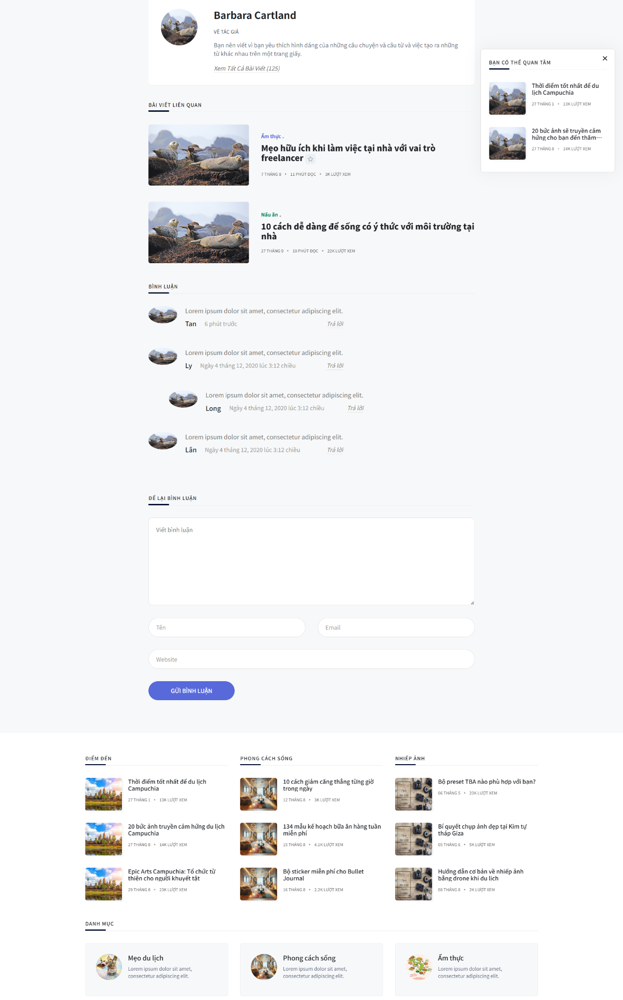 Barbara Cartland
VỀ TÁC GIẢ
Bạn nên viết vì bạn yêu thích hình dáng của những câu chuyện và câu từ và việc tạo ra những
từ khác nhau trên một trang giấy.
Xem Tất Cả Bài Viết (125)
BẠN CÓ THỂ QUAN TÂM
Thời điểm tốt nhất để du
lịch Campuchia
27 THÁNG 1 • 13K LƯỢT XEM
20 bức ảnh sẽ truyền cảm
hứng cho bạn đến thăm...
27 THÁNG 8 • 14K LƯỢT XEM
BÀI VIẾT LIÊN QUAN
Ẩm thực .
Mẹo hữu ích khi làm việc tại nhà với vai trò
freelancer
7 THÁNG 8 • 11 PHÚT ĐỌC • 3K LƯỢT XEM
Nấu ăn .
10 cách dễ dàng để sống có ý thức với môi trường tại
nhà
27 THÁNG 9 • 10 PHÚT ĐỌC • 22K LƯỢT XEM
BÌNH LUẬN
Lorem ipsum dolor sit amet, consectetur adipiscing elit.
Tan 6 phút trước Trả lời
Lorem ipsum dolor sit amet, consectetur adipiscing elit.
Ly Ngày 4 tháng 12, 2020 lúc 3:12 chiều Trả lời
Lorem ipsum dolor sit amet, consectetur adipiscing elit.
Long Ngày 4 tháng 12, 2020 lúc 3:12 chiều Trả lời
Lorem ipsum dolor sit amet, consectetur adipiscing elit.
Lân Ngày 4 tháng 12, 2020 lúc 3:12 chiều Trả lời
ĐỂ LẠI BÌNH LUẬN
Viết bình luận
Tên
Email
Website
GỬI BÌNH LUẬN
ĐIỂM ĐẾN
Thời điểm tốt nhất để du lịch
Campuchia
27 THÁNG 1 • 13K LƯỢT XEM
20 bức ảnh truyền cảm hứng du lịch
Campuchia
27 THÁNG 8 • 14K LƯỢT XEM
Epic Arts Campuchia: Tổ chức từ
thiện cho người khuyết tật
29 THÁNG 8 • 23K LƯỢT XEM
PHONG CÁCH SỐNG
10 cách giảm căng thẳng từng giờ
trong ngày
12 THÁNG 8 • 3K LƯỢT XEM
134 mẫu kế hoạch bữa ăn hàng tuần
miễn phí
15 THÁNG 8 • 4.1K LƯỢT XEM
Bộ sticker miễn phí cho Bullet
Journal
16 THÁNG 8 • 2.2K LƯỢT XEM
NHIẾP ẢNH
Bộ preset TBA nào phù hợp với bạn?
06 THÁNG 5 • 23K LƯỢT XEM
Bí quyết chụp ảnh đẹp tại Kim tự
tháp Giza
05 THÁNG 6 • 5K LƯỢT XEM
Hướng dẫn cơ bản về nhiếp ảnh
bằng drone khi du lịch
08 THÁNG 8 • 2K LƯỢT XEM
DANH MỤC
Mẹo du lịch
Lorem ipsum dolor sit amet,
consectetur adipiscing elit.
Phong cách sống
Lorem ipsum dolor sit amet,
consectetur adipiscing elit.
Ẩm thực
Lorem ipsum dolor sit amet,
consectetur adipiscing elit.